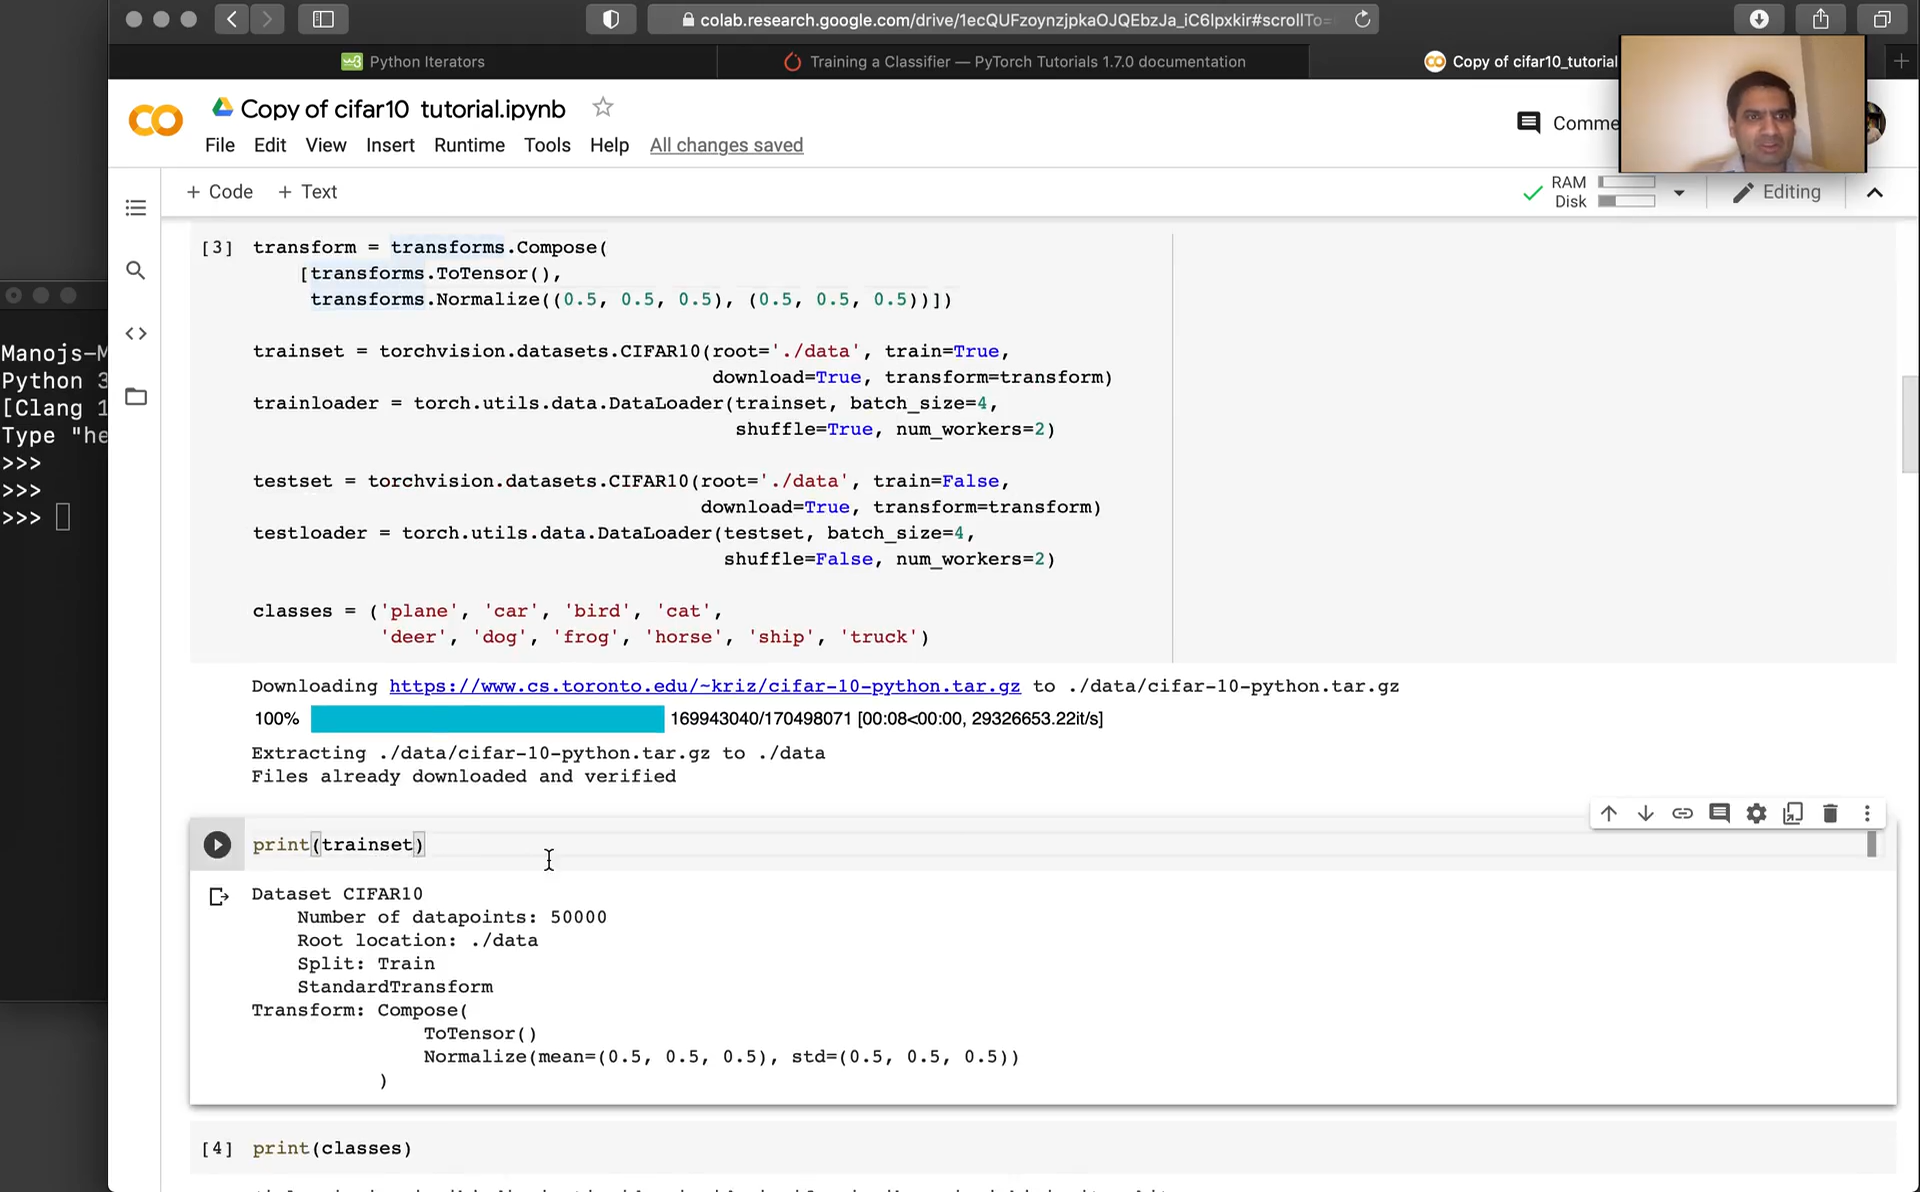 colab.research.google.com/drive/1ecQUFzoynzjpkaOJQEbzJa_iC6lpxkir#scrollTo=
Python Iterators
Training a Classifier — PyTorch Tutorials 1.7.0 documentation
Copy of cifar10_tutorial
Copy of cifar10 tutorial.ipynb
Comme
File Edit View Insert Runtime Tools Help All changes saved
+ Code + Text
RAM
Disk
Editing
Manojs-M
Python 3
[Clang 1
Type "he
>>>
>>>
>>>
[3] transform = transforms.Compose(
[transforms.ToTensor(),
transforms.Normalize((0.5, 0.5, 0.5), (0.5, 0.5, 0.5))])
trainset = torchvision.datasets.CIFAR10(root='./data', train=True,
download=True, transform=transform)
trainloader = torch.utils.data.DataLoader(trainset, batch_size=4,
shuffle=True, num_workers=2)
testset = torchvision.datasets.CIFAR10(root='./data', train=False,
download=True, transform=transform)
testloader = torch.utils.data.DataLoader(testset, batch_size=4,
shuffle=False, num_workers=2)
classes = ('plane', 'car', 'bird', 'cat',
'deer', 'dog', 'frog', 'horse', 'ship', 'truck')
Downloading https://www.cs.toronto.edu/~kriz/cifar-10-python.tar.gz to ./data/cifar-10-python.tar.gz
100% 169943040/170498071 [00:08<00:00, 29326653.22it/s]
Extracting ./data/cifar-10-python.tar.gz to ./data
Files already downloaded and verified
print(trainset)
Dataset CIFAR10
Number of datapoints: 50000
Root location: ./data
Split: Train
StandardTransform
Transform: Compose(
ToTensor()
Normalize(mean=(0.5, 0.5, 0.5), std=(0.5, 0.5, 0.5))
)
[4] print(classes)